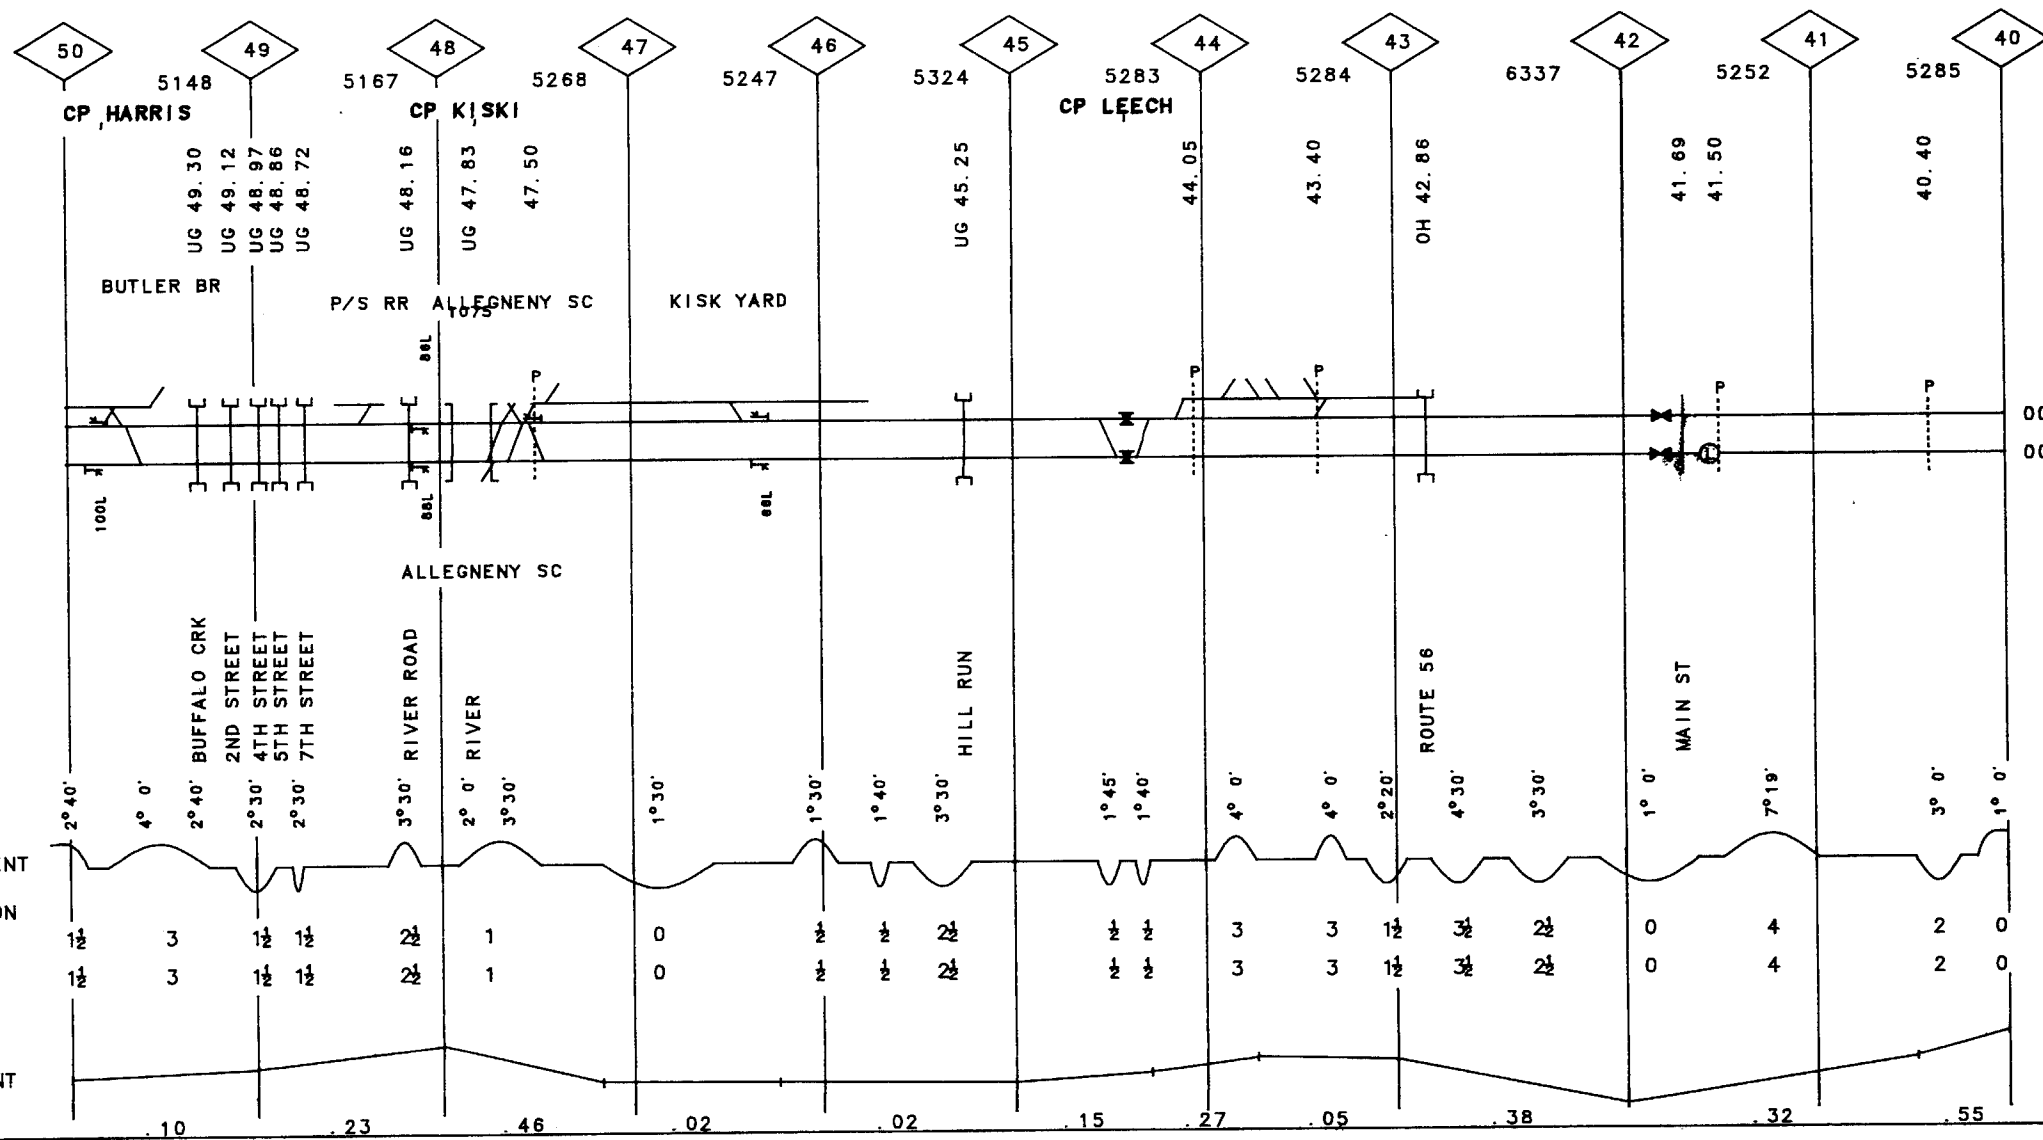 50 49 48 47 46 45 44 43 42 41 40
5148 5167 5268 5247 5324 5283 5284 6337 5252 5285
CP HARRIS CP KISKI CP LEECH
UG 49.30
UG 49.12
UG 48.97
UG 48.86
UG 48.72
UG 48.16
UG 47.83
47.50
UG 45.25
44.05
43.40
OH 42.86
41.69
41.50
40.40
BUTLER BR
P/S RR ALLEGNENY SC
1075
KISK YARD
86L
P P P P P
1
100L
88L
86L
ALLEGNENY SC
BUFFALO CRK
2ND STREET
4TH STREET
5TH STREET
7TH STREET
RIVER ROAD
RIVER
HILL RUN
ROUTE 56
MAIN ST
2°40' 4° 0' 2°40' 2°30' 2°30' 3°30' 2° 0' 3°30' 1°30' 1°30' 1°40' 3°30' 1°45' 1°40' 4° 0' 4° 0' 2°20' 4°30' 3°30' 1° 0' 7°19' 3° 0' 1° 0'
ENT
ON
1½ 3 1½ 1½ 2½ 1 0 ½ ½ 2½ ½ ½ 3 3 1½ 3½ 2½ 0 4 2 0
1½ 3 1½ 1½ 2½ 1 0 ½ ½ 2½ ½ ½ 3 3 1½ 3½ 2½ 0 4 2 0
NT
.10 .23 .46 .02 .02 .15 .27 .05 .38 .32 .55